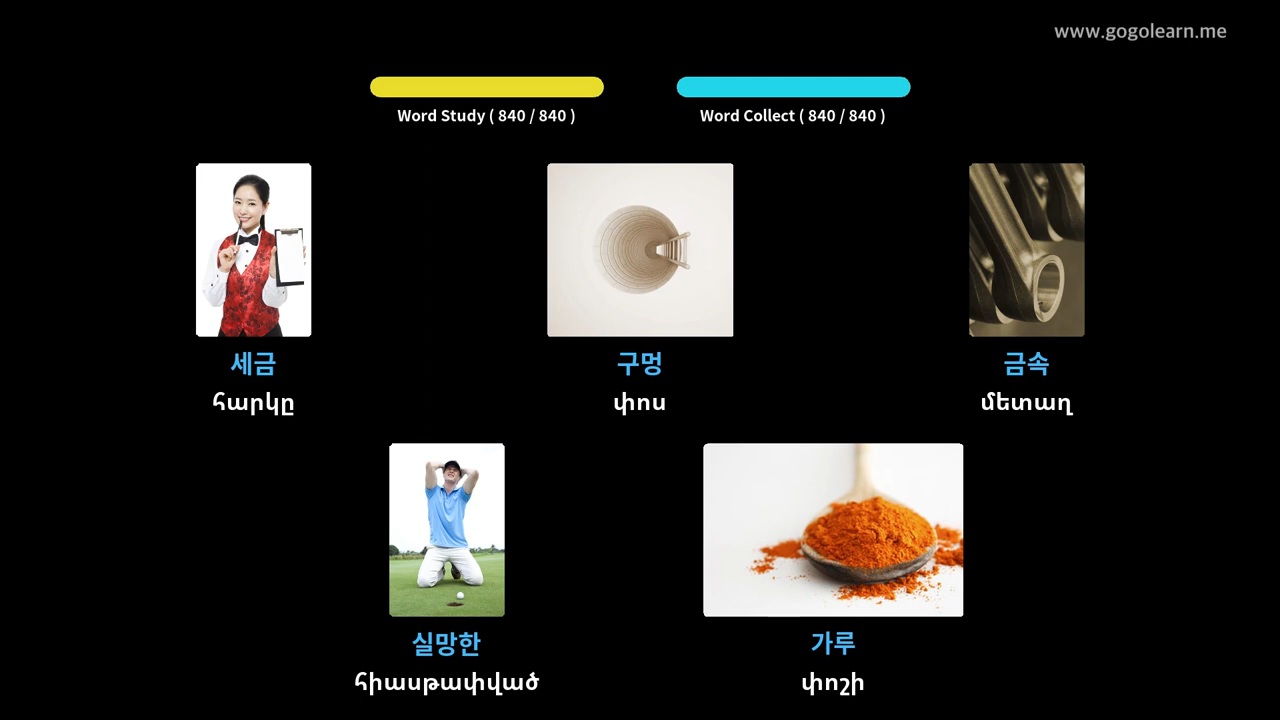 www.gogolearn.me
Word Study ( 840 / 840 )
Word Collect ( 840 / 840 )
세금
հարկը
구멍
փոս
금속
մետաղ
실망한
հիասթափված
가루
փոշի